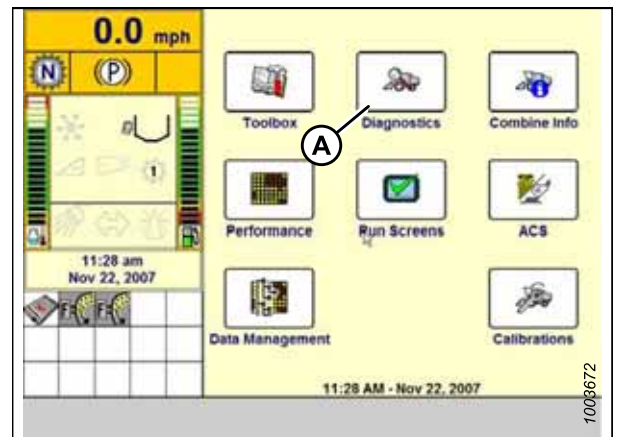 0.0 mph
N (P)
1
11:28 am
Nov 22, 2007
Toolbox
Diagnostics
Combine Info
A
Performance
Run Screens
ACS
Data Management
Calibrations
11:28 AM - Nov 22, 2007
1003672